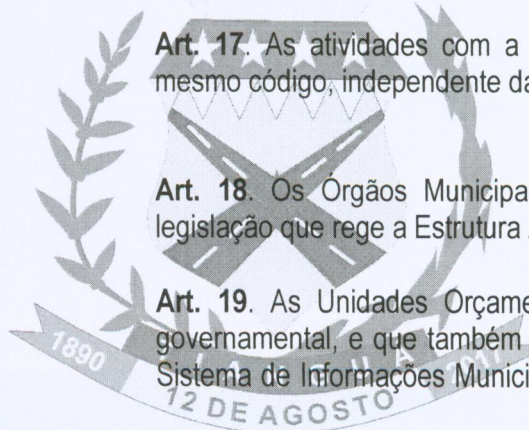 Art. 17. As atividades com a
mesmo código, independente da
Art. 18. Os Órgãos Municipa
legislação que rege a Estrutura
Art. 19. As Unidades Orçame
governamental, e que também
Sistema de Informações Munici
1890
2017
12 DE AGOSTO